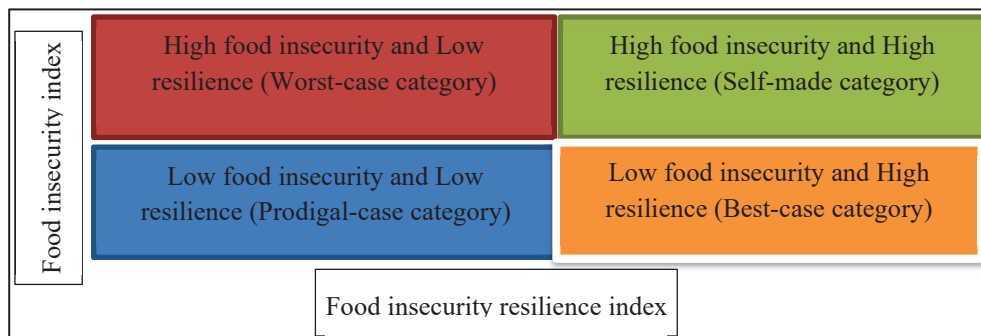 Food insecurity index
High food insecurity and Low
resilience (Worst-case category)
High food insecurity and High
resilience (Self-made category)
Low food insecurity and Low
resilience (Prodigal-case category)
Low food insecurity and High
resilience (Best-case category)
Food insecurity resilience index